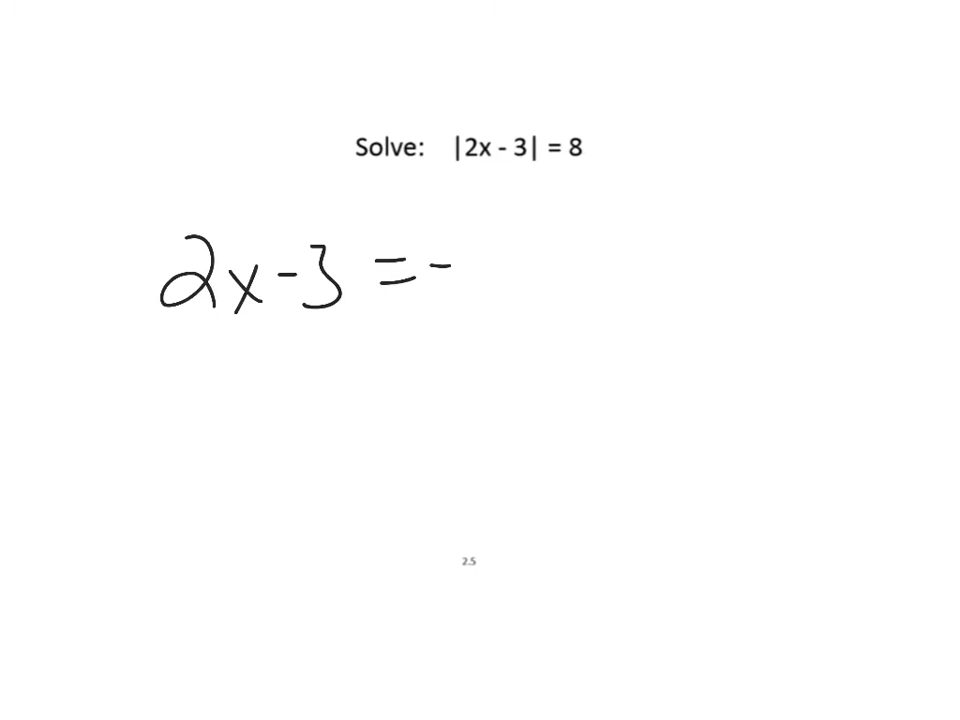 Solve: |2x - 3| = 8
2x - 3 = -
2.5